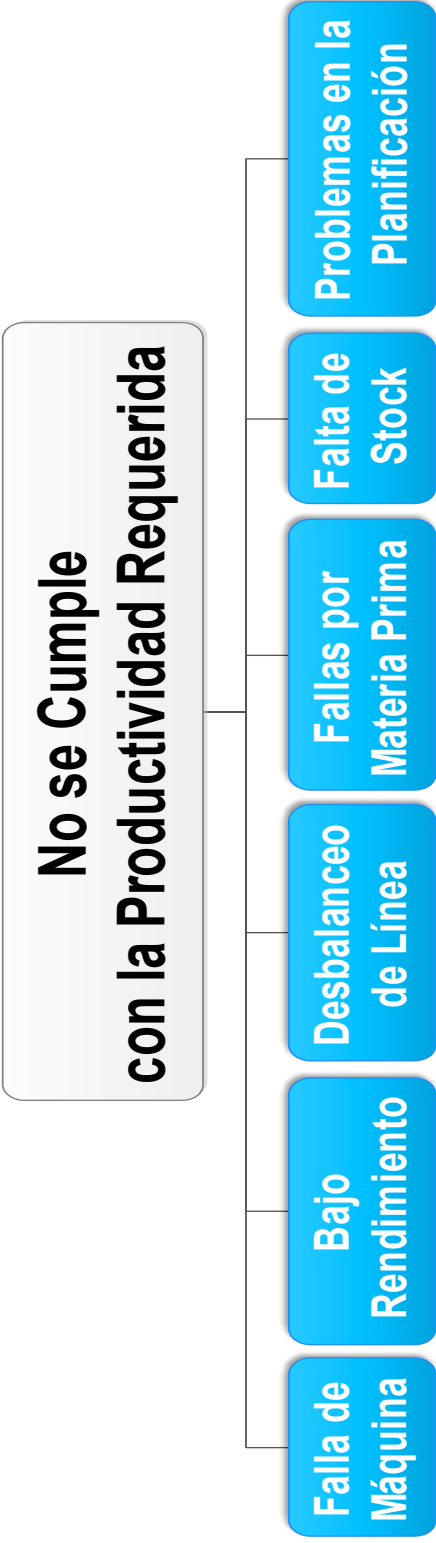 No se Cumple
con la Productividad Requerida
Falla de
Máquina
Bajo
Rendimiento
Desbalanceo
de Línea
Fallas por
Materia Prima
Falta de
Stock
Problemas en la
Planificación